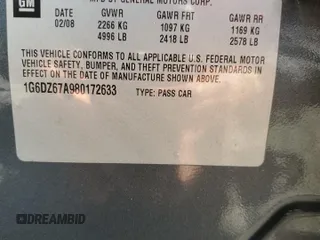 GM
MFD BY GENERAL MOTORS CORP.
DATE GVWR GAWR FRT GAWR RR
02/08 2266 KG 1097 KG 1169 KG
4996 LB 2418 LB 2578 LB
THIS VEHICLE CONFORMS TO ALL APPLICABLE U.S. FEDERAL MOTOR
VEHICLE SAFETY, BUMPER, AND THEFT PREVENTION STANDARDS
IN EFFECT ON THE DATE OF MANUFACTURE SHOWN ABOVE.
1G6DZ67A980172633 TYPE: PASS CAR
DREAMBID